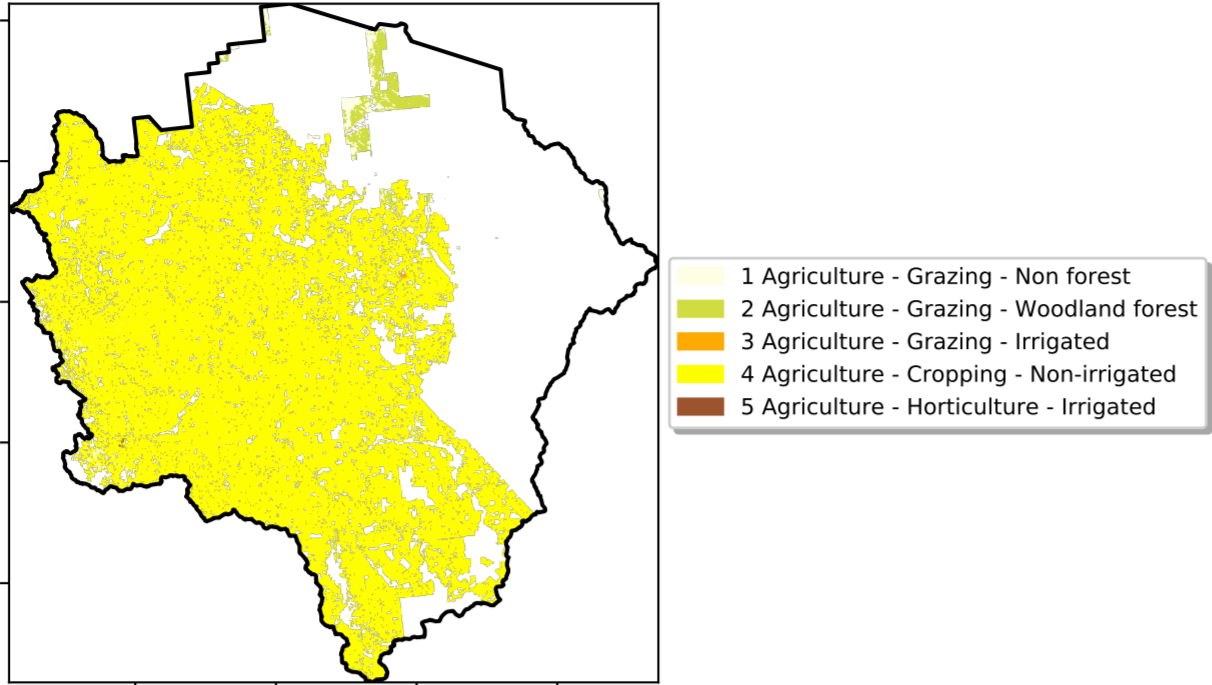 1 Agriculture - Grazing - Non forest
2 Agriculture - Grazing - Woodland forest
3 Agriculture - Grazing - Irrigated
4 Agriculture - Cropping - Non-irrigated
5 Agriculture - Horticulture - Irrigated